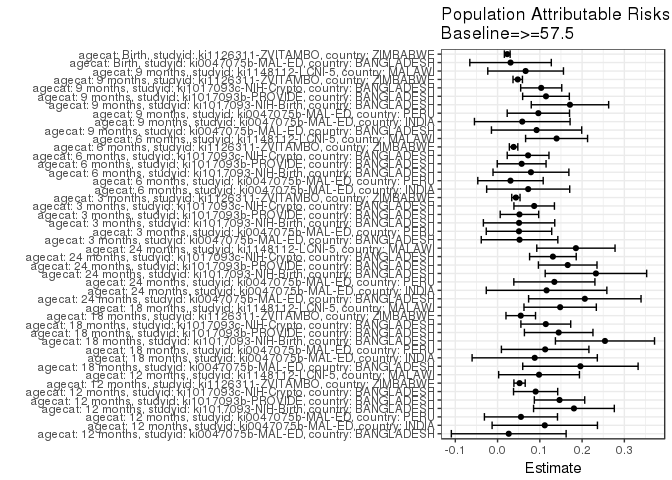 Population Attributable Risks
Baseline=>=57.5
agecat: Birth, studyid: ki1126311-ZVITAMBO, country: ZIMBABWE
agecat: Birth, studyid: ki0047075b-MAL-ED, country: BANGLADESH
agecat: 9 months, studyid: ki1148112-LCNI-5, country: MALAWI
agecat: 9 months, studyid: ki1126311-ZVITAMBO, country: ZIMBABWE
agecat: 9 months, studyid: ki1017093c-NIH-Crypto, country: BANGLADESH
agecat: 9 months, studyid: ki1017093b-PROVIDE, country: BANGLADESH
agecat: 9 months, studyid: ki1017093-NIH-Birth, country: BANGLADESH
agecat: 9 months, studyid: ki0047075b-MAL-ED, country: PERU
agecat: 9 months, studyid: ki0047075b-MAL-ED, country: INDIA
agecat: 9 months, studyid: ki0047075b-MAL-ED, country: BANGLADESH
agecat: 6 months, studyid: ki1148112-LCNI-5, country: MALAWI
agecat: 6 months, studyid: ki1126311-ZVITAMBO, country: ZIMBABWE
agecat: 6 months, studyid: ki1017093c-NIH-Crypto, country: BANGLADESH
agecat: 6 months, studyid: ki1017093b-PROVIDE, country: BANGLADESH
agecat: 6 months, studyid: ki1017093-NIH-Birth, country: BANGLADESH
agecat: 6 months, studyid: ki0047075b-MAL-ED, country: PERU
agecat: 6 months, studyid: ki0047075b-MAL-ED, country: INDIA
agecat: 3 months, studyid: ki1126311-ZVITAMBO, country: ZIMBABWE
agecat: 3 months, studyid: ki1017093c-NIH-Crypto, country: BANGLADESH
agecat: 3 months, studyid: ki1017093b-PROVIDE, country: BANGLADESH
agecat: 3 months, studyid: ki1017093-NIH-Birth, country: BANGLADESH
agecat: 3 months, studyid: ki0047075b-MAL-ED, country: PERU
agecat: 3 months, studyid: ki0047075b-MAL-ED, country: BANGLADESH
agecat: 24 months, studyid: ki1148112-LCNI-5, country: MALAWI
agecat: 24 months, studyid: ki1017093c-NIH-Crypto, country: BANGLADESH
agecat: 24 months, studyid: ki1017093b-PROVIDE, country: BANGLADESH
agecat: 24 months, studyid: ki1017093-NIH-Birth, country: BANGLADESH
agecat: 24 months, studyid: ki0047075b-MAL-ED, country: PERU
agecat: 24 months, studyid: ki0047075b-MAL-ED, country: INDIA
agecat: 24 months, studyid: ki0047075b-MAL-ED, country: BANGLADESH
agecat: 18 months, studyid: ki1148112-LCNI-5, country: MALAWI
agecat: 18 months, studyid: ki1126311-ZVITAMBO, country: ZIMBABWE
agecat: 18 months, studyid: ki1017093c-NIH-Crypto, country: BANGLADESH
agecat: 18 months, studyid: ki1017093b-PROVIDE, country: BANGLADESH
agecat: 18 months, studyid: ki1017093-NIH-Birth, country: BANGLADESH
agecat: 18 months, studyid: ki0047075b-MAL-ED, country: PERU
agecat: 18 months, studyid: ki0047075b-MAL-ED, country: INDIA
agecat: 18 months, studyid: ki0047075b-MAL-ED, country: BANGLADESH
agecat: 12 months, studyid: ki1148112-LCNI-5, country: MALAWI
agecat: 12 months, studyid: ki1126311-ZVITAMBO, country: ZIMBABWE
agecat: 12 months, studyid: ki1017093c-NIH-Crypto, country: BANGLADESH
agecat: 12 months, studyid: ki1017093b-PROVIDE, country: BANGLADESH
agecat: 12 months, studyid: ki1017093-NIH-Birth, country: BANGLADESH
agecat: 12 months, studyid: ki0047075b-MAL-ED, country: PERU
agecat: 12 months, studyid: ki0047075b-MAL-ED, country: INDIA
agecat: 12 months, studyid: ki0047075b-MAL-ED, country: BANGLADESH
-0.1 0.0 0.1 0.2 0.3
Estimate